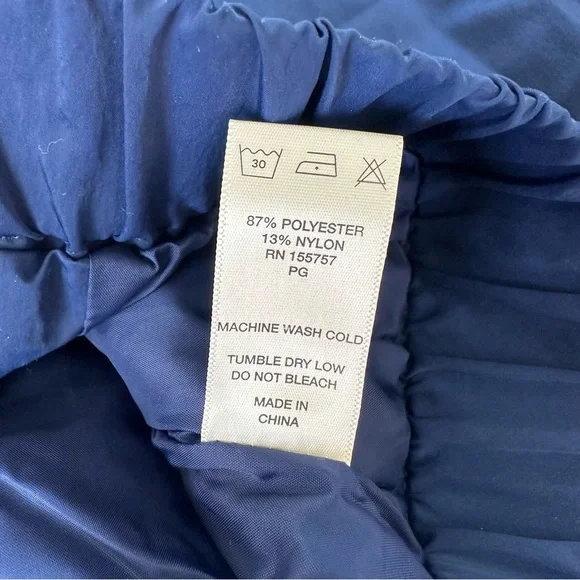 30
87% POLYESTER
13% NYLON
RN 155757
PG
MACHINE WASH COLD
TUMBLE DRY LOW
DO NOT BLEACH
MADE IN
CHINA